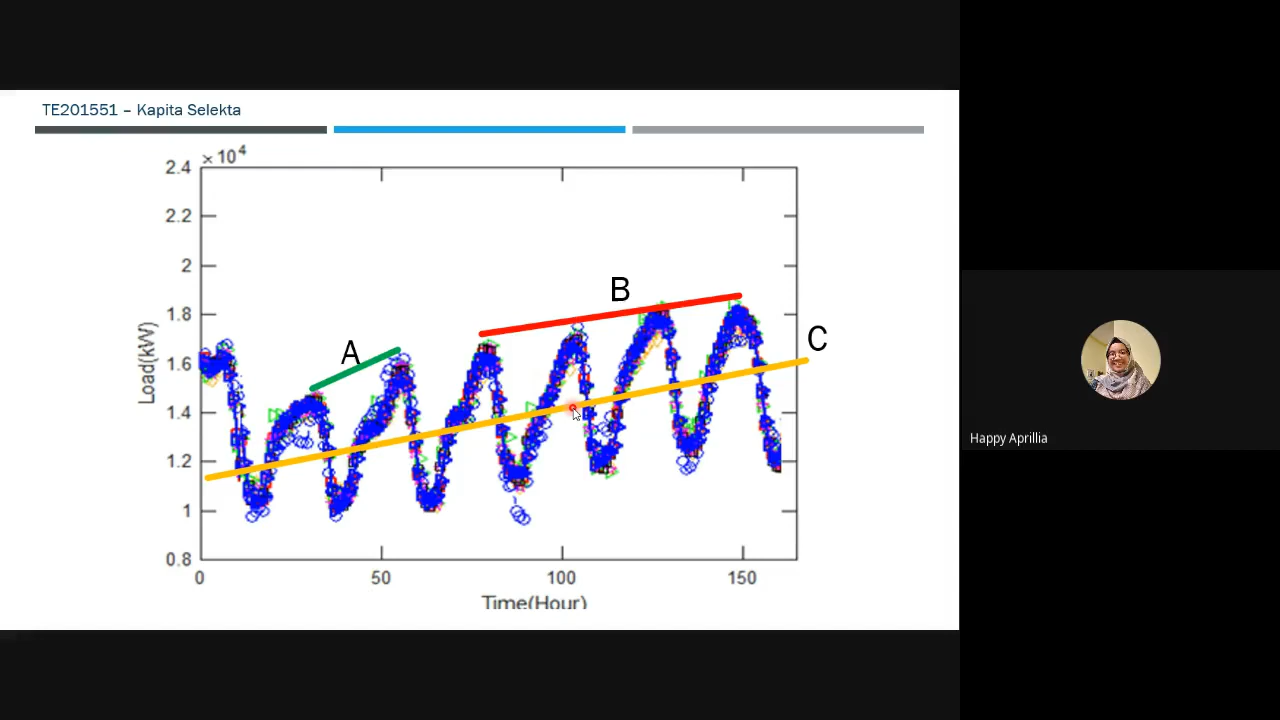 TE201551 – Kapita Selekta
× 10⁴
2.4
2.2
2
1.8
1.6
1.4
1.2
1
0.8
Load(kW)
0
50
100
150
Time(Hour)
A
B
C
Happy Aprillia